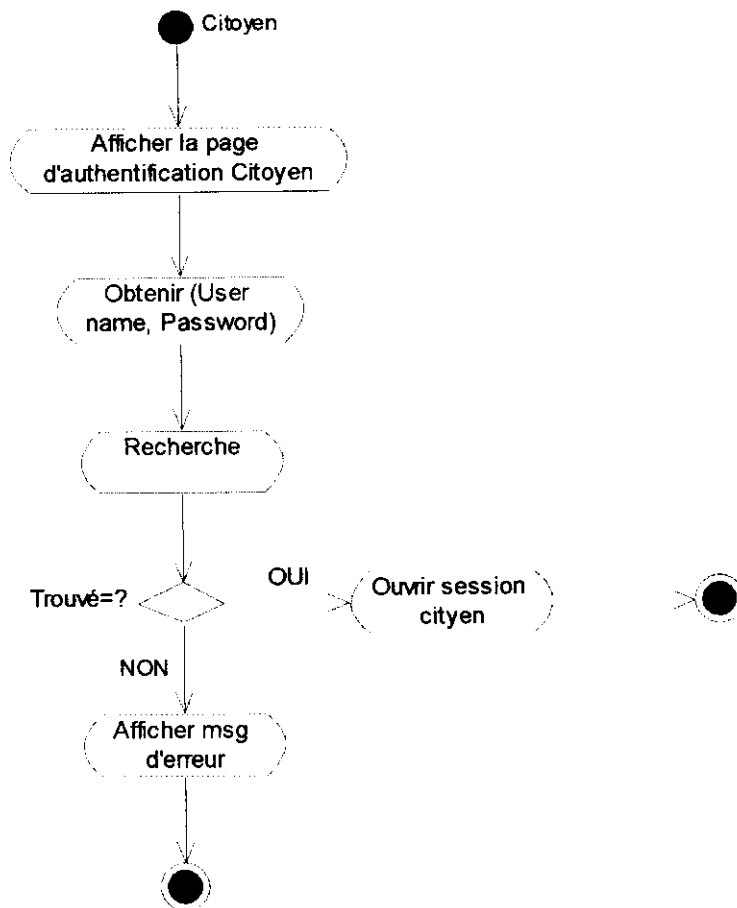 Citoyen
Afficher la page
d'authentification Citoyen
Obtenir (User
name, Password)
Recherche
Trouvé=?
OUI
Ouvrir session
cityen
NON
Afficher msg
d'erreur